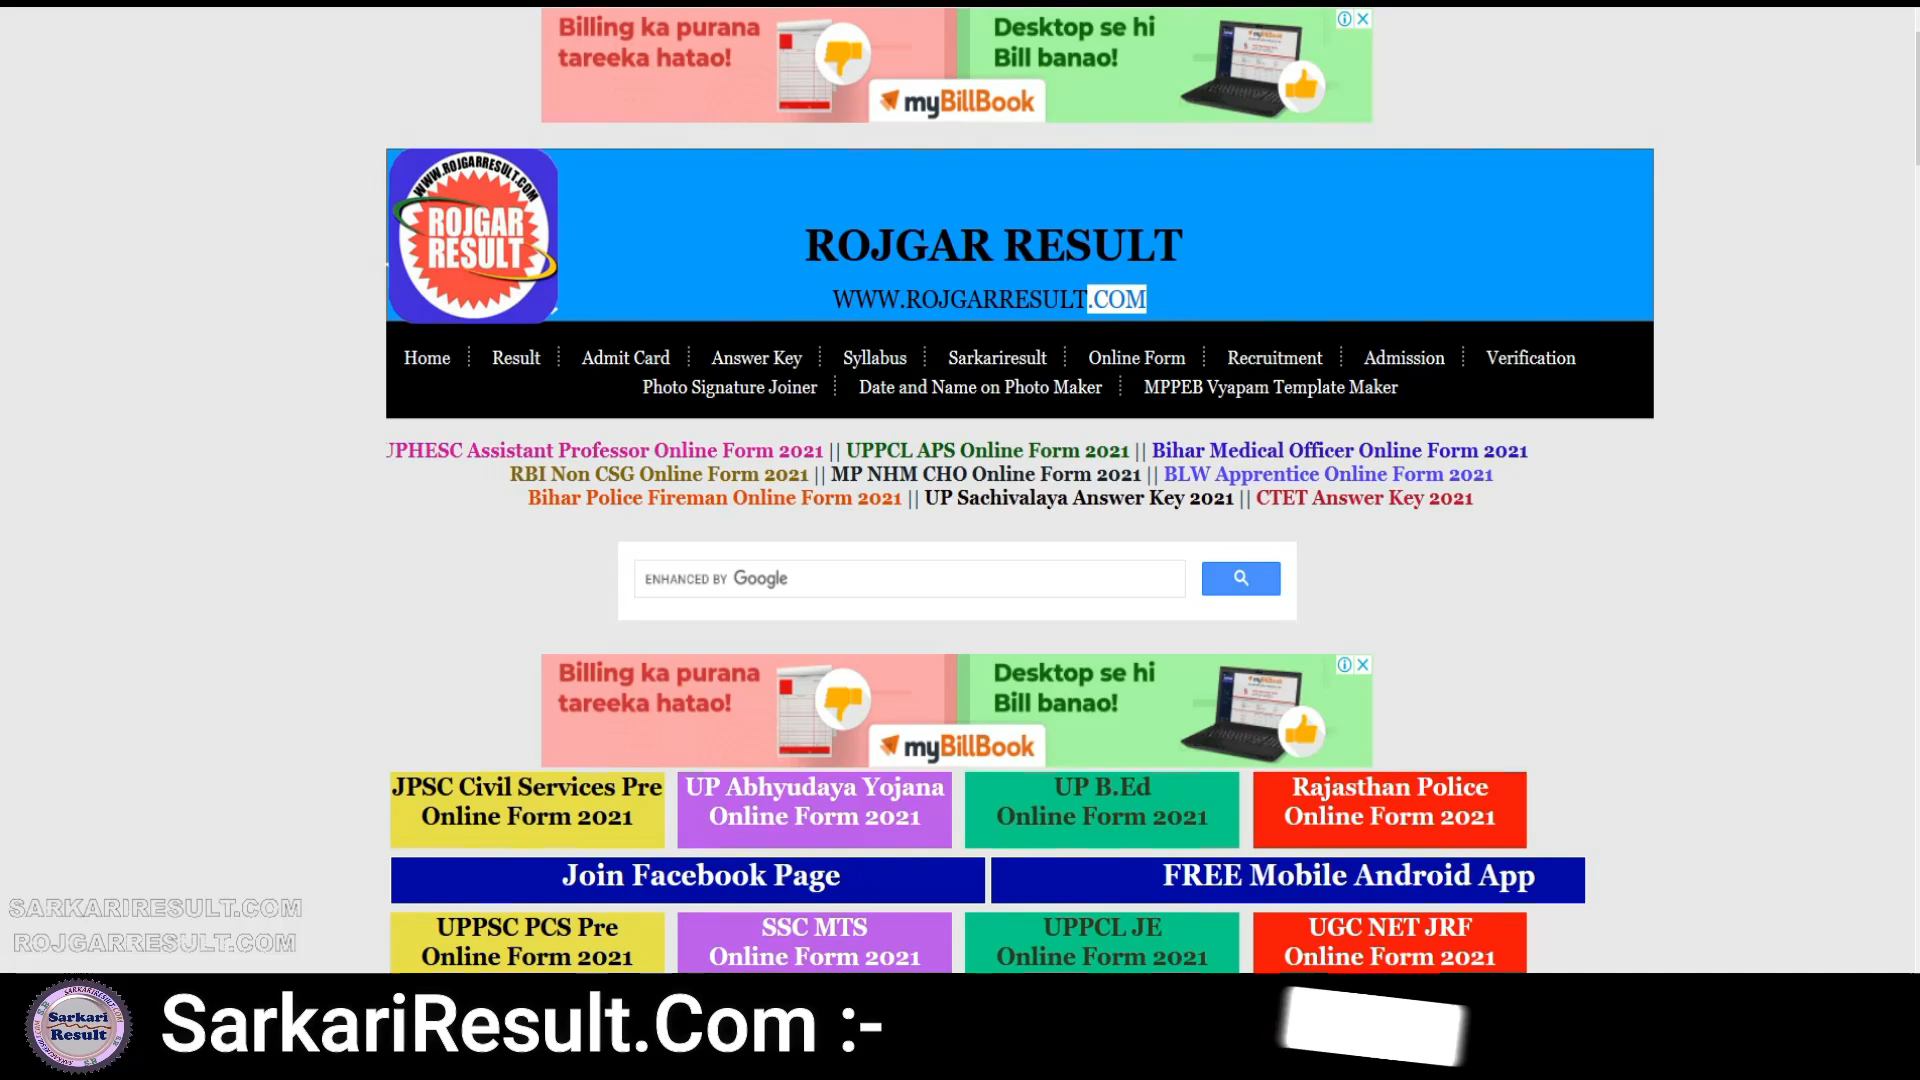 Billing ka purana
tareeka hatao!
Desktop se hi
Bill banao!
myBillBook
WWW.ROJGARRESULT.COM
ROJGAR
RESULT
ROJGAR RESULT
WWW.ROJGARRESULT.COM
Home Result Admit Card Answer Key Syllabus Sarkariresult Online Form Recruitment Admission Verification
Photo Signature Joiner Date and Name on Photo Maker MPPEB Vyapam Template Maker
UPHESC Assistant Professor Online Form 2021 || UPPCL APS Online Form 2021 || Bihar Medical Officer Online Form 2021
RBI Non CSG Online Form 2021 || MP NHM CHO Online Form 2021 || BLW Apprentice Online Form 2021
Bihar Police Fireman Online Form 2021 || UP Sachivalaya Answer Key 2021 || CTET Answer Key 2021
ENHANCED BY Google
Billing ka purana
tareeka hatao!
Desktop se hi
Bill banao!
myBillBook
JPSC Civil Services Pre
Online Form 2021
UP Abhyudaya Yojana
Online Form 2021
UP B.Ed
Online Form 2021
Rajasthan Police
Online Form 2021
Join Facebook Page
FREE Mobile Android App
UPPSC PCS Pre
Online Form 2021
SSC MTS
Online Form 2021
UPPCL JE
Online Form 2021
UGC NET JRF
Online Form 2021
SARKARIRESULT.COM
ROJGARRESULT.COM
Sarkari
Result
SarkariResult.Com :-